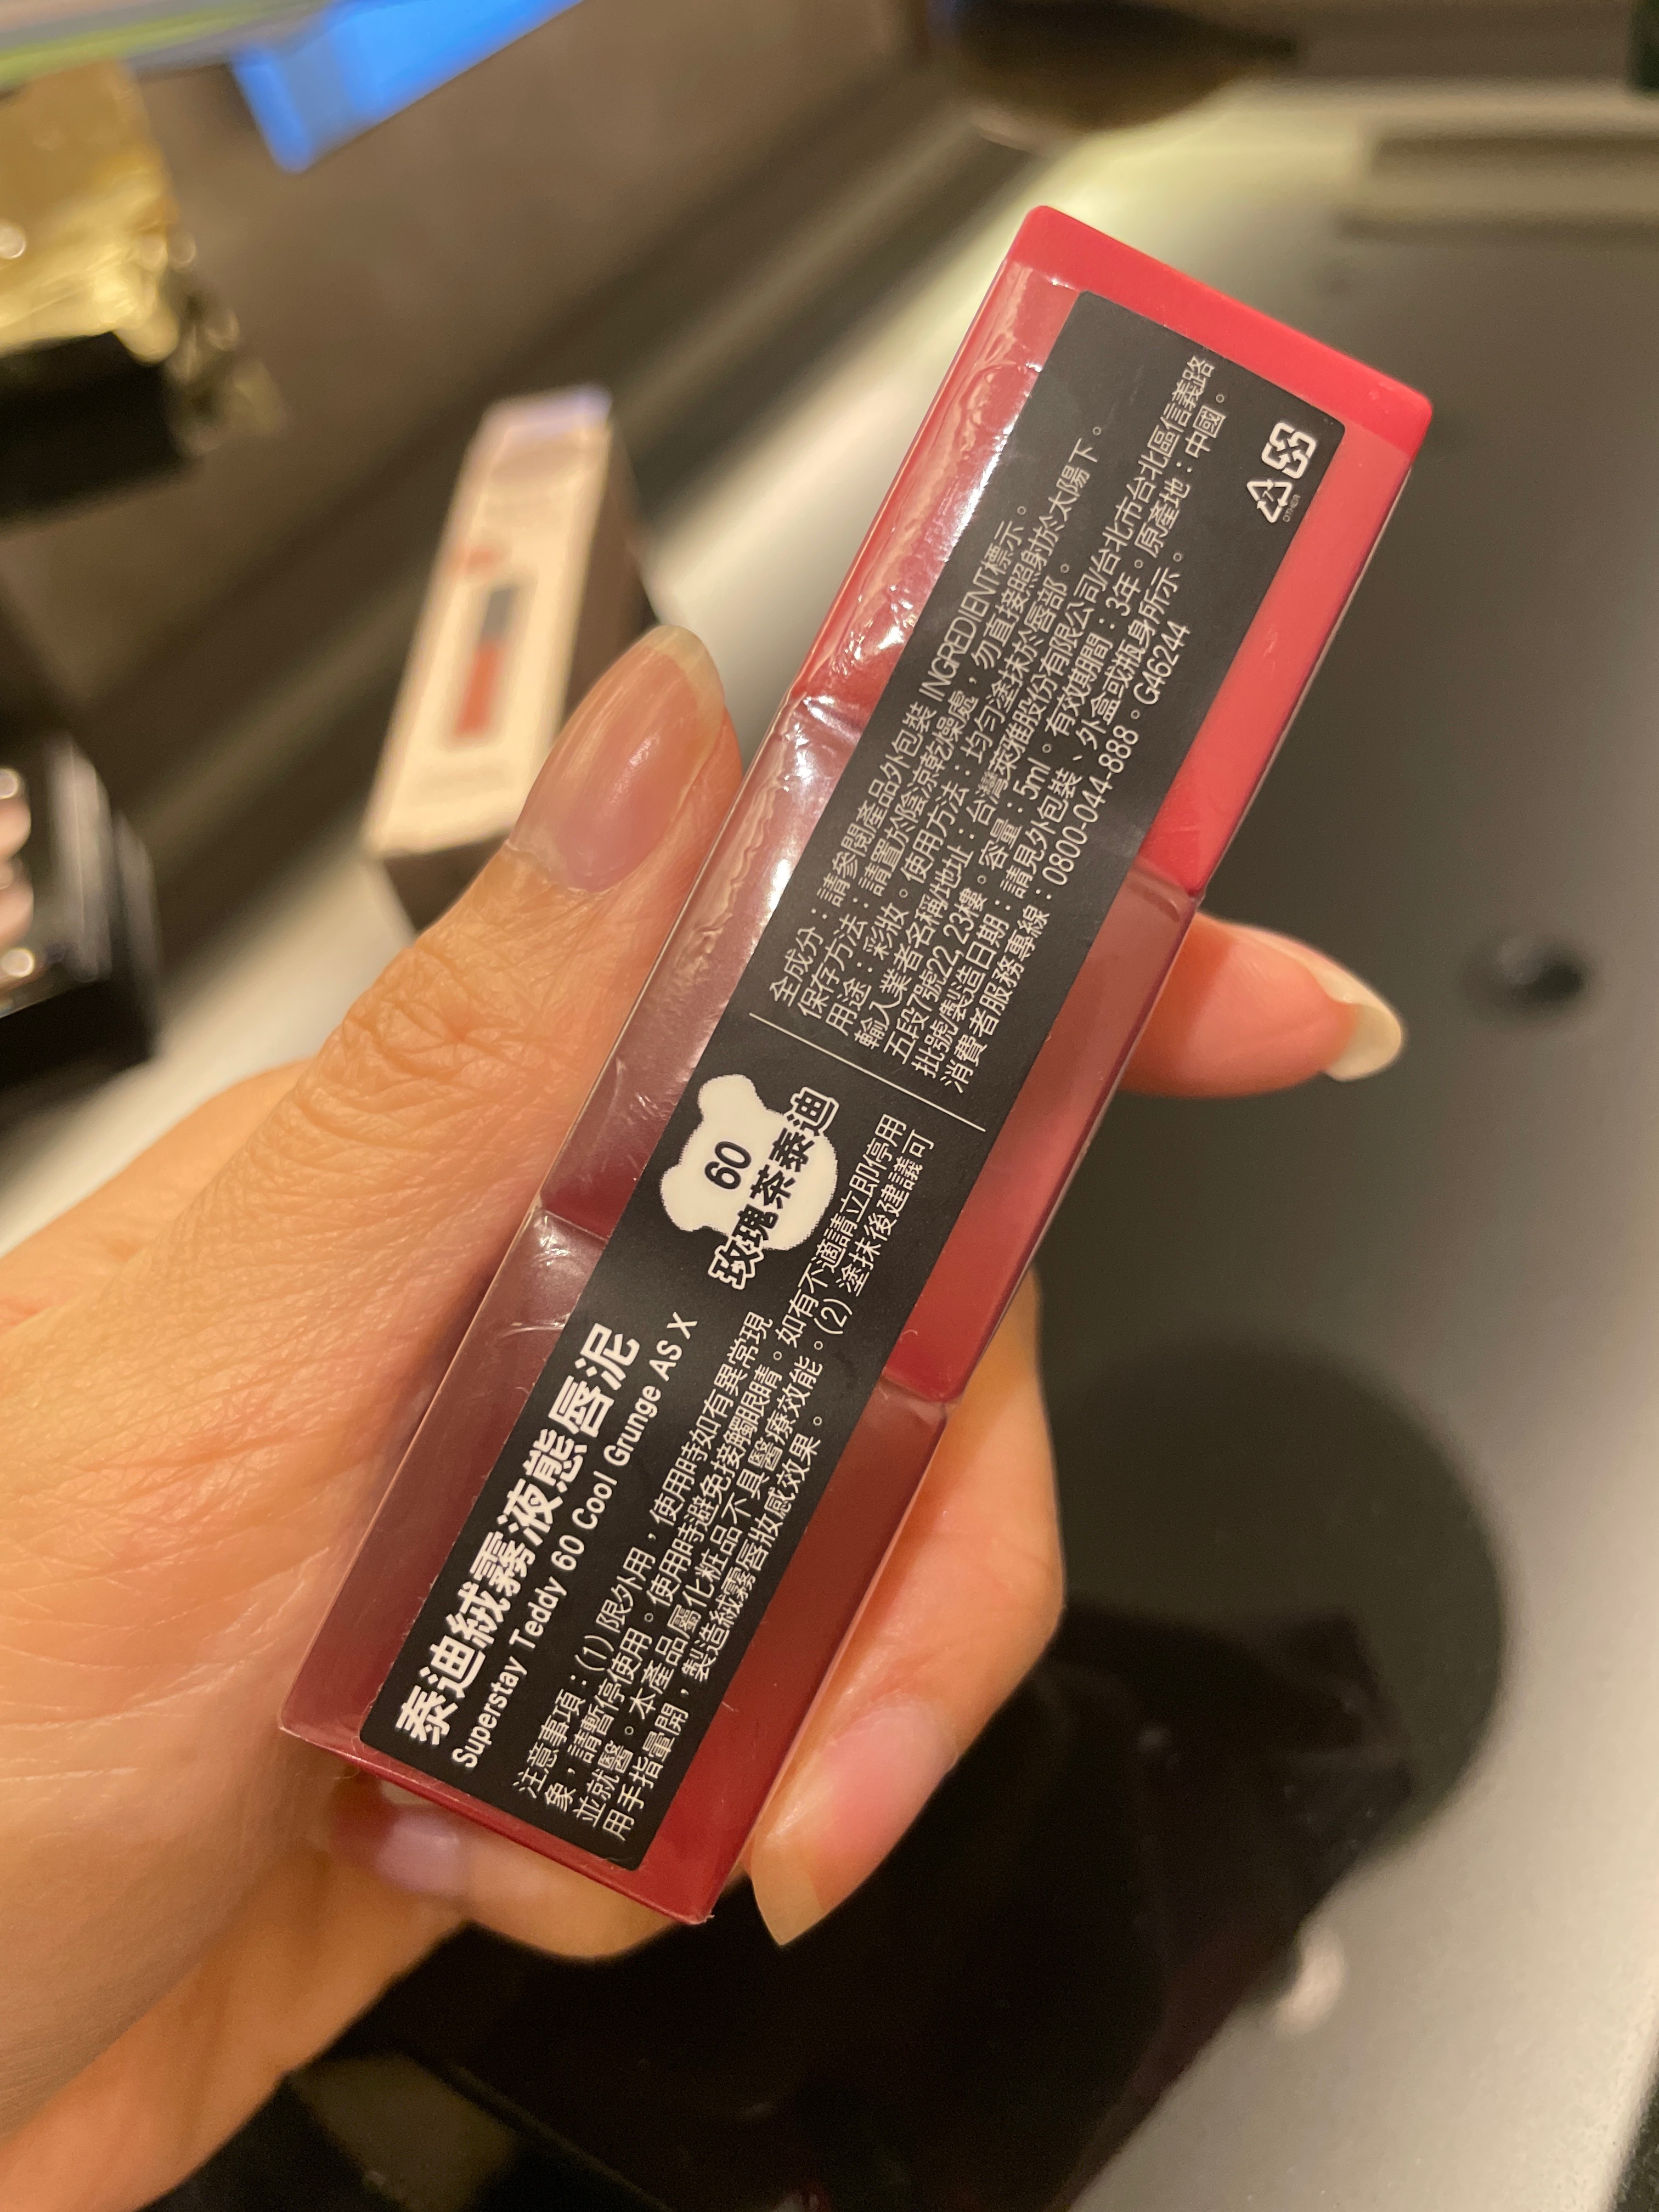 泰迪絨霧液態唇泥
Superstay Teddy 60 Cool Grunge AS X
60
玫瑰茶泰迪
注意事項：(1) 限外用，使用時如有異常現
象，請暫停使用。使用時避免接觸眼睛。如有不適請立即停用
並就醫。本產品屬化粧品不具醫療效能。(2) 塗抹後建議可
用手指暈開，製造絨霧唇妝感效果。
全成分：請參閱產品外包裝 INGREDIENT標示。
保存方法：請置於陰涼乾燥處，勿直接照射於太陽下。
用途：彩妝。使用方法：均勻塗抹於唇部。
輸入業者名稱/地址：台灣萊雅股份有限公司/台北市台北區信義路
五段7號22,23樓。容量：5ml。有效期間：3年。原產地：中國。
批號/製造日期：請見外包裝、外盒或瓶身所示。
消費者服務專線：0800-044-888。G46244
OTHER